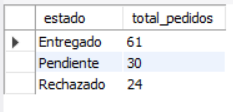 estado total_pedidos
Entregado 61
Pendiente 30
Rechazado 24